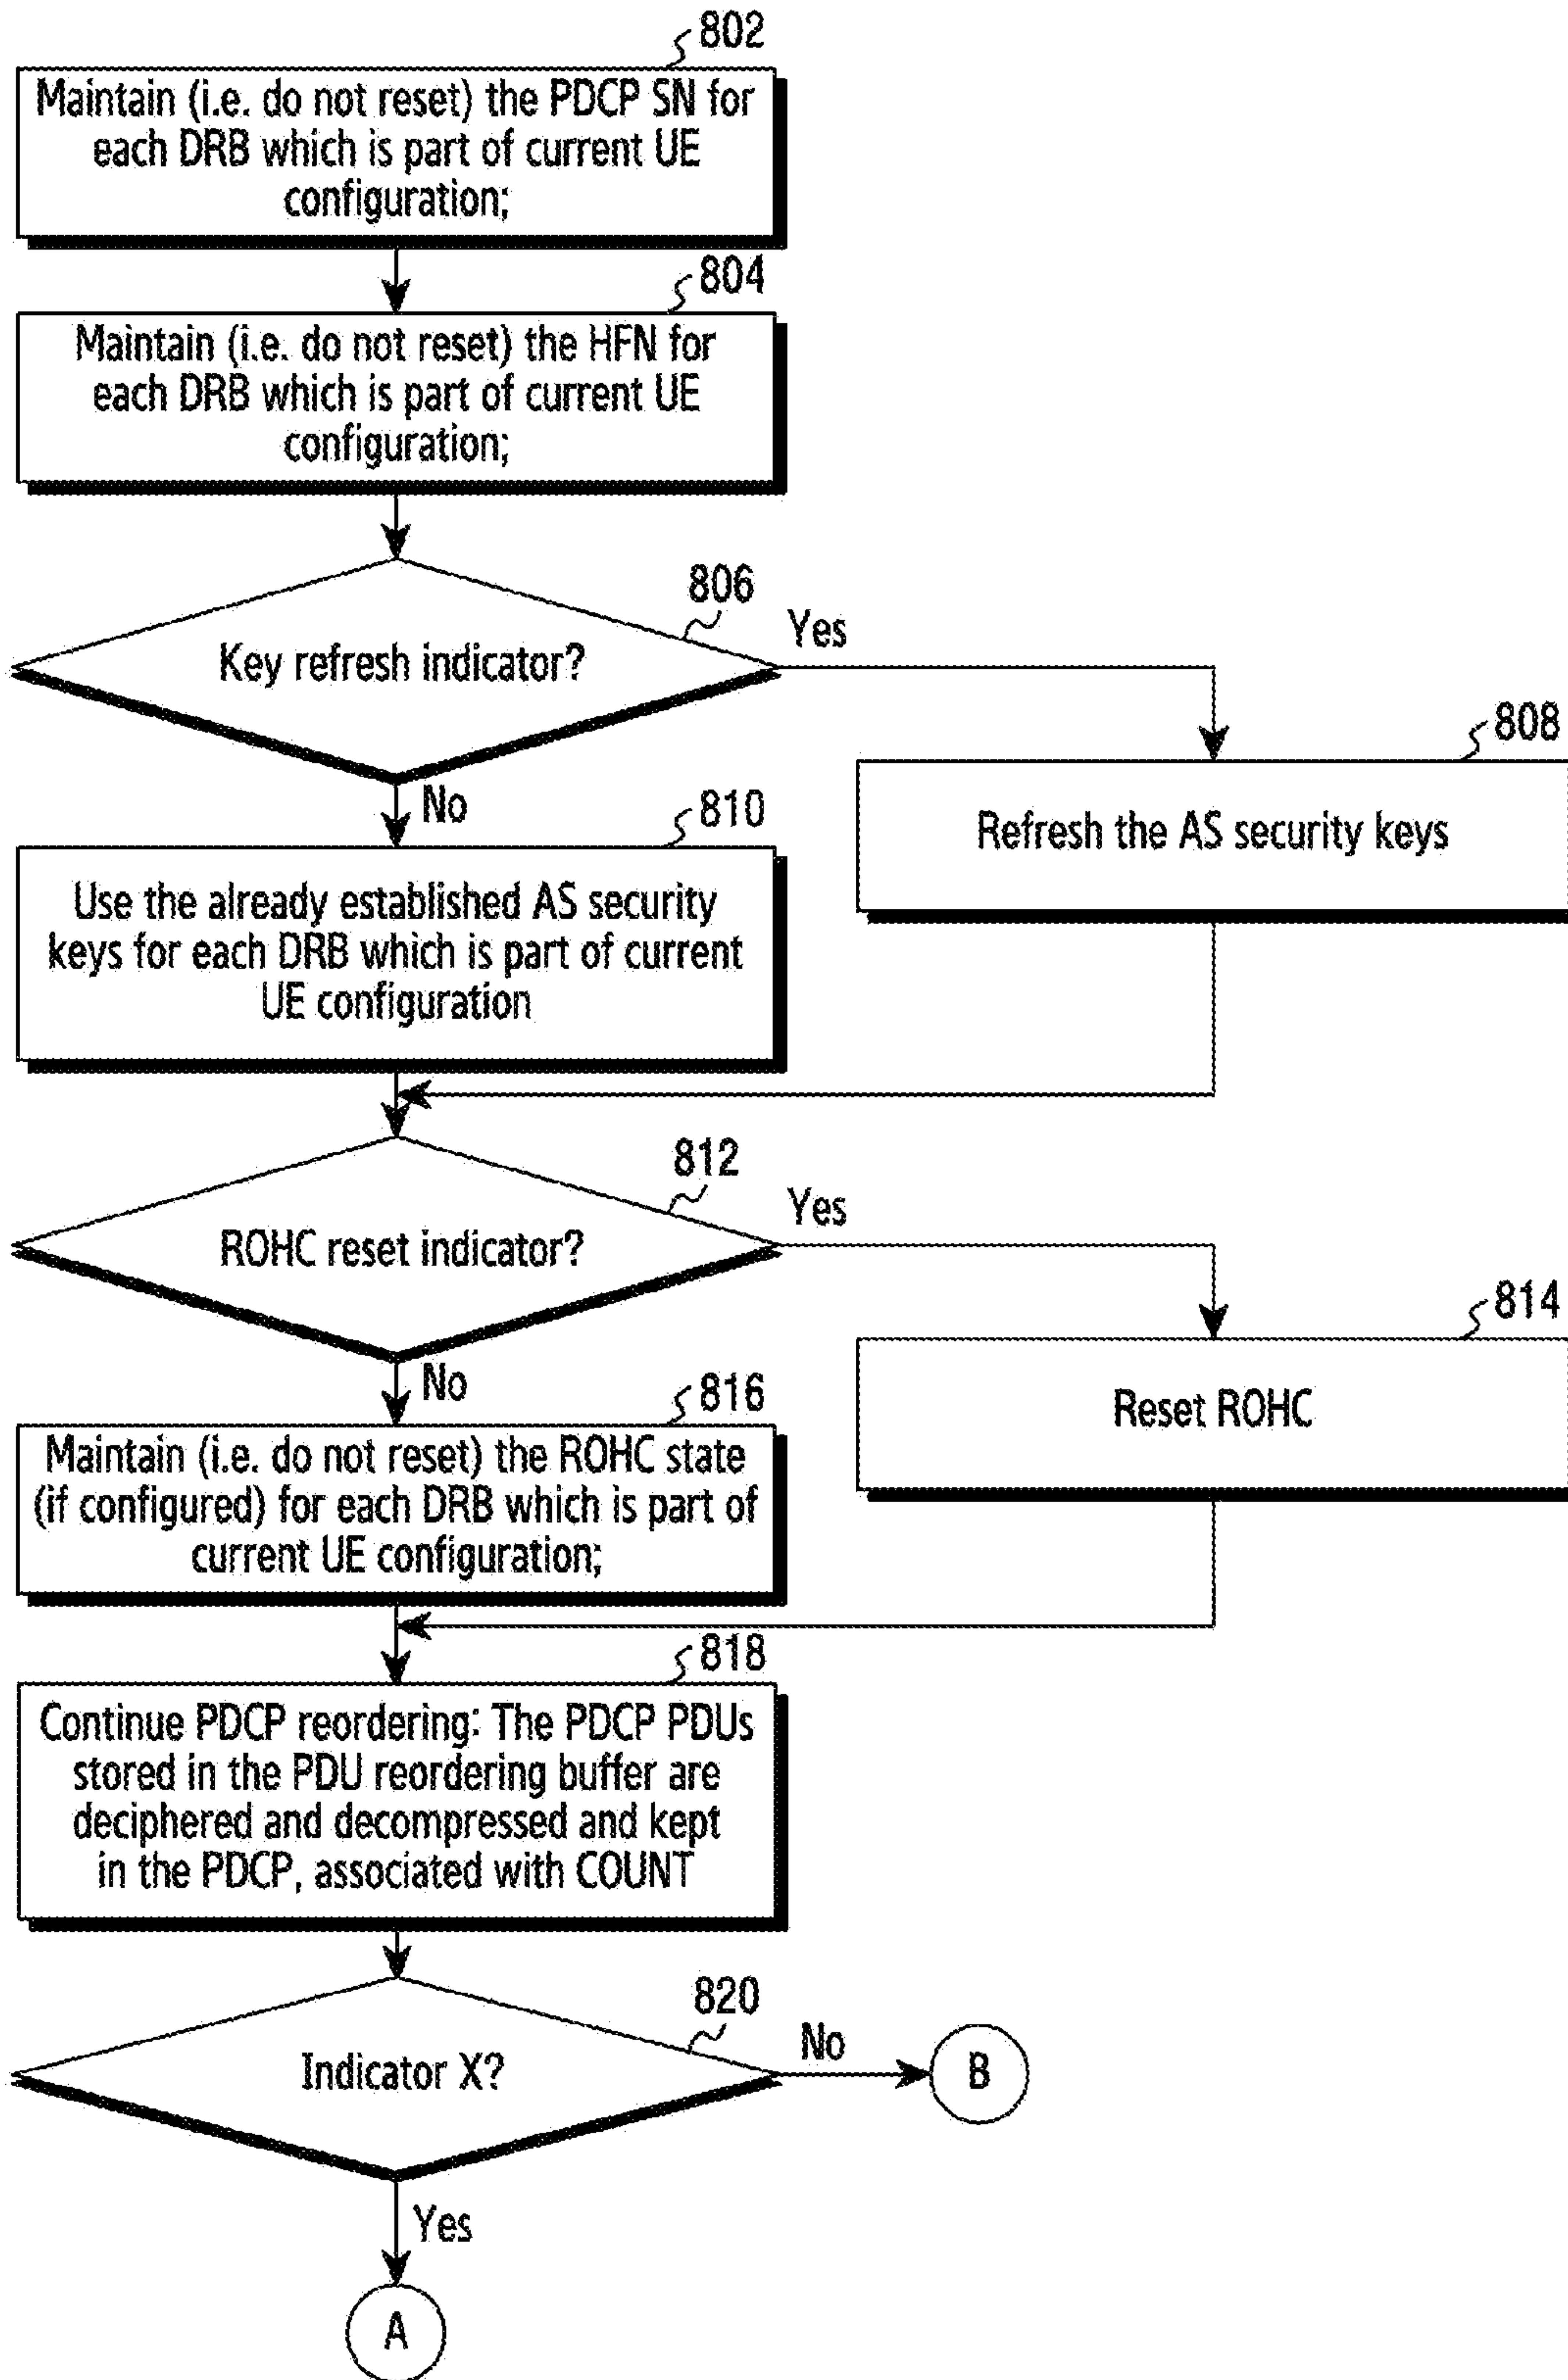 802
Maintain (i.e. do not reset) the PDCP SN for
each DRB which is part of current UE
configuration;
804
Maintain (i.e. do not reset) the HFN for
each DRB which is part of current UE
configuration;
806
Key refresh indicator?
Yes
808
Refresh the AS security keys
No
810
Use the already established AS security
keys for each DRB which is part of current
UE configuration
812
ROHC reset indicator?
Yes
814
Reset ROHC
No
816
Maintain (i.e. do not reset) the ROHC state
(if configured) for each DRB which is part of
current UE configuration;
818
Continue PDCP reordering: The PDCP PDUs
stored in the PDU reordering buffer are
deciphered and decompressed and kept
in the PDCP, associated with COUNT
820
Indicator X?
No
B
Yes
A